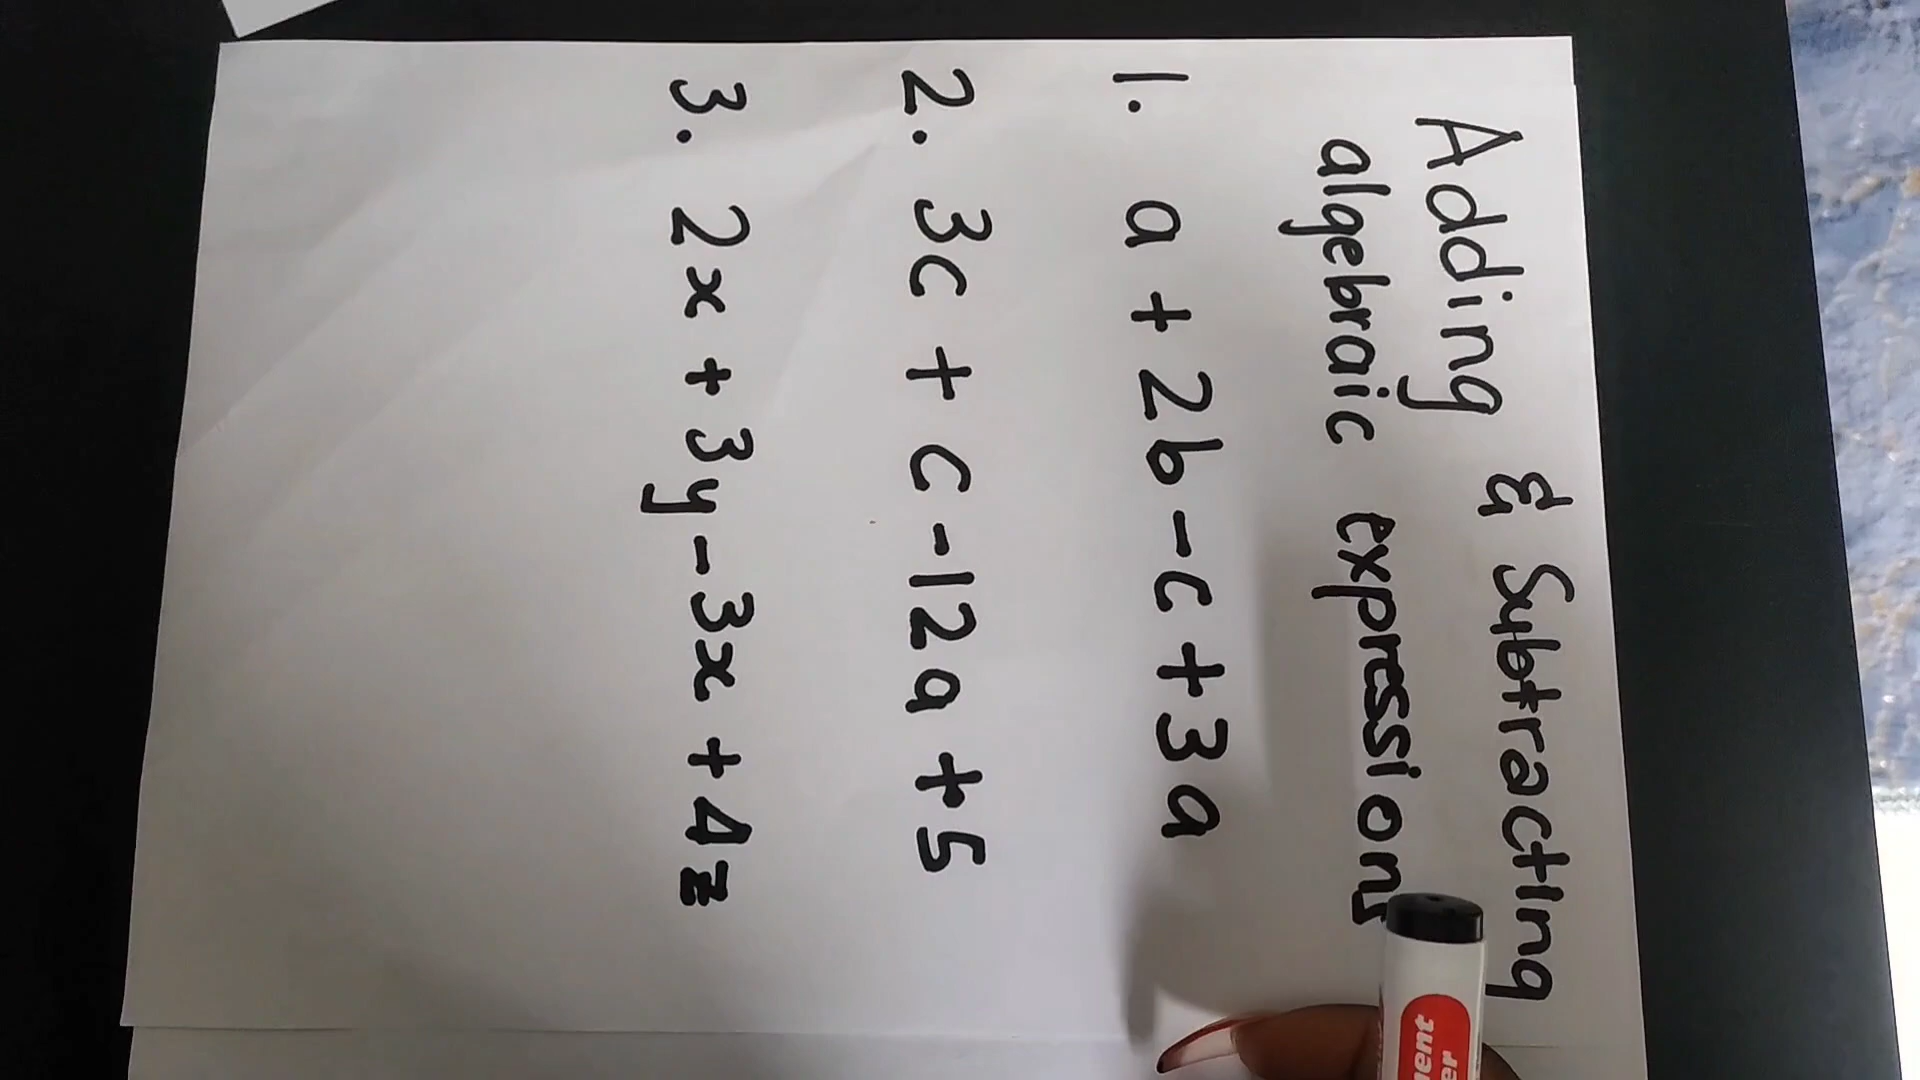 Adding & Subtracting
algebraic expressions
1. a + 2b - c + 3a
2. 3c + c - 12a + 5
3. 2x + 3y - 3x + 4z